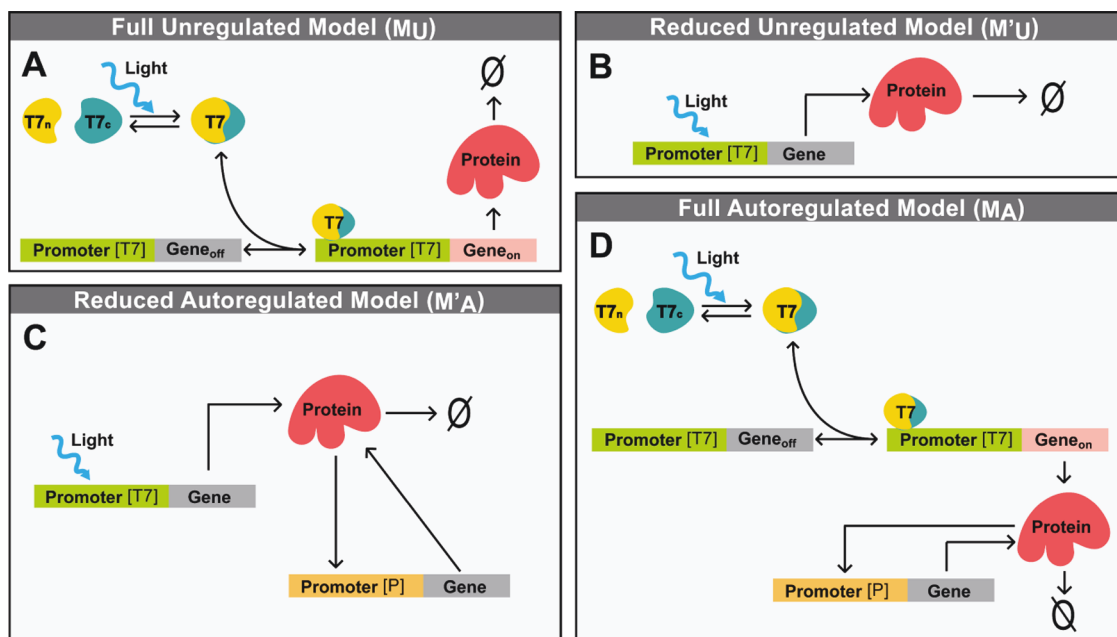 Full Unregulated Model (MU)
A
Light
T7n
T7c
T7
Ø
Protein
T7
Promoter [T7] Geneoff
Promoter [T7] Geneon
Reduced Unregulated Model (M'U)
B
Light
Protein
Ø
Promoter [T7] Gene
Reduced Autoregulated Model (M'A)
C
Protein
Ø
Light
Promoter [T7] Gene
Promoter [P] Gene
Full Autoregulated Model (MA)
D
Light
T7n
T7c
T7
T7
Promoter [T7] Geneoff
Promoter [T7] Geneon
Protein
Promoter [P] Gene
Ø